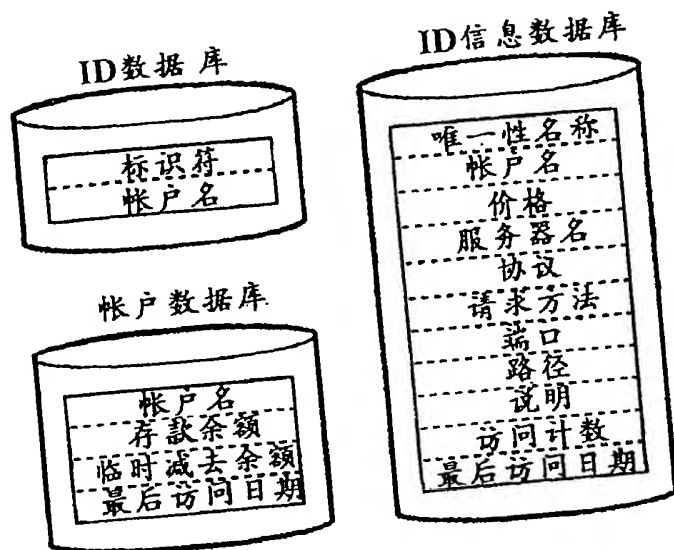 ID数据库
标识符
帐户名
帐户数据库
帐户名
存款余额
临时减去余额
最后访问日期
ID信息数据库
唯一性名称
帐户名
价格
服务器名
协议
请求方法
端口
路径
说明
访问计数
最后访问日期